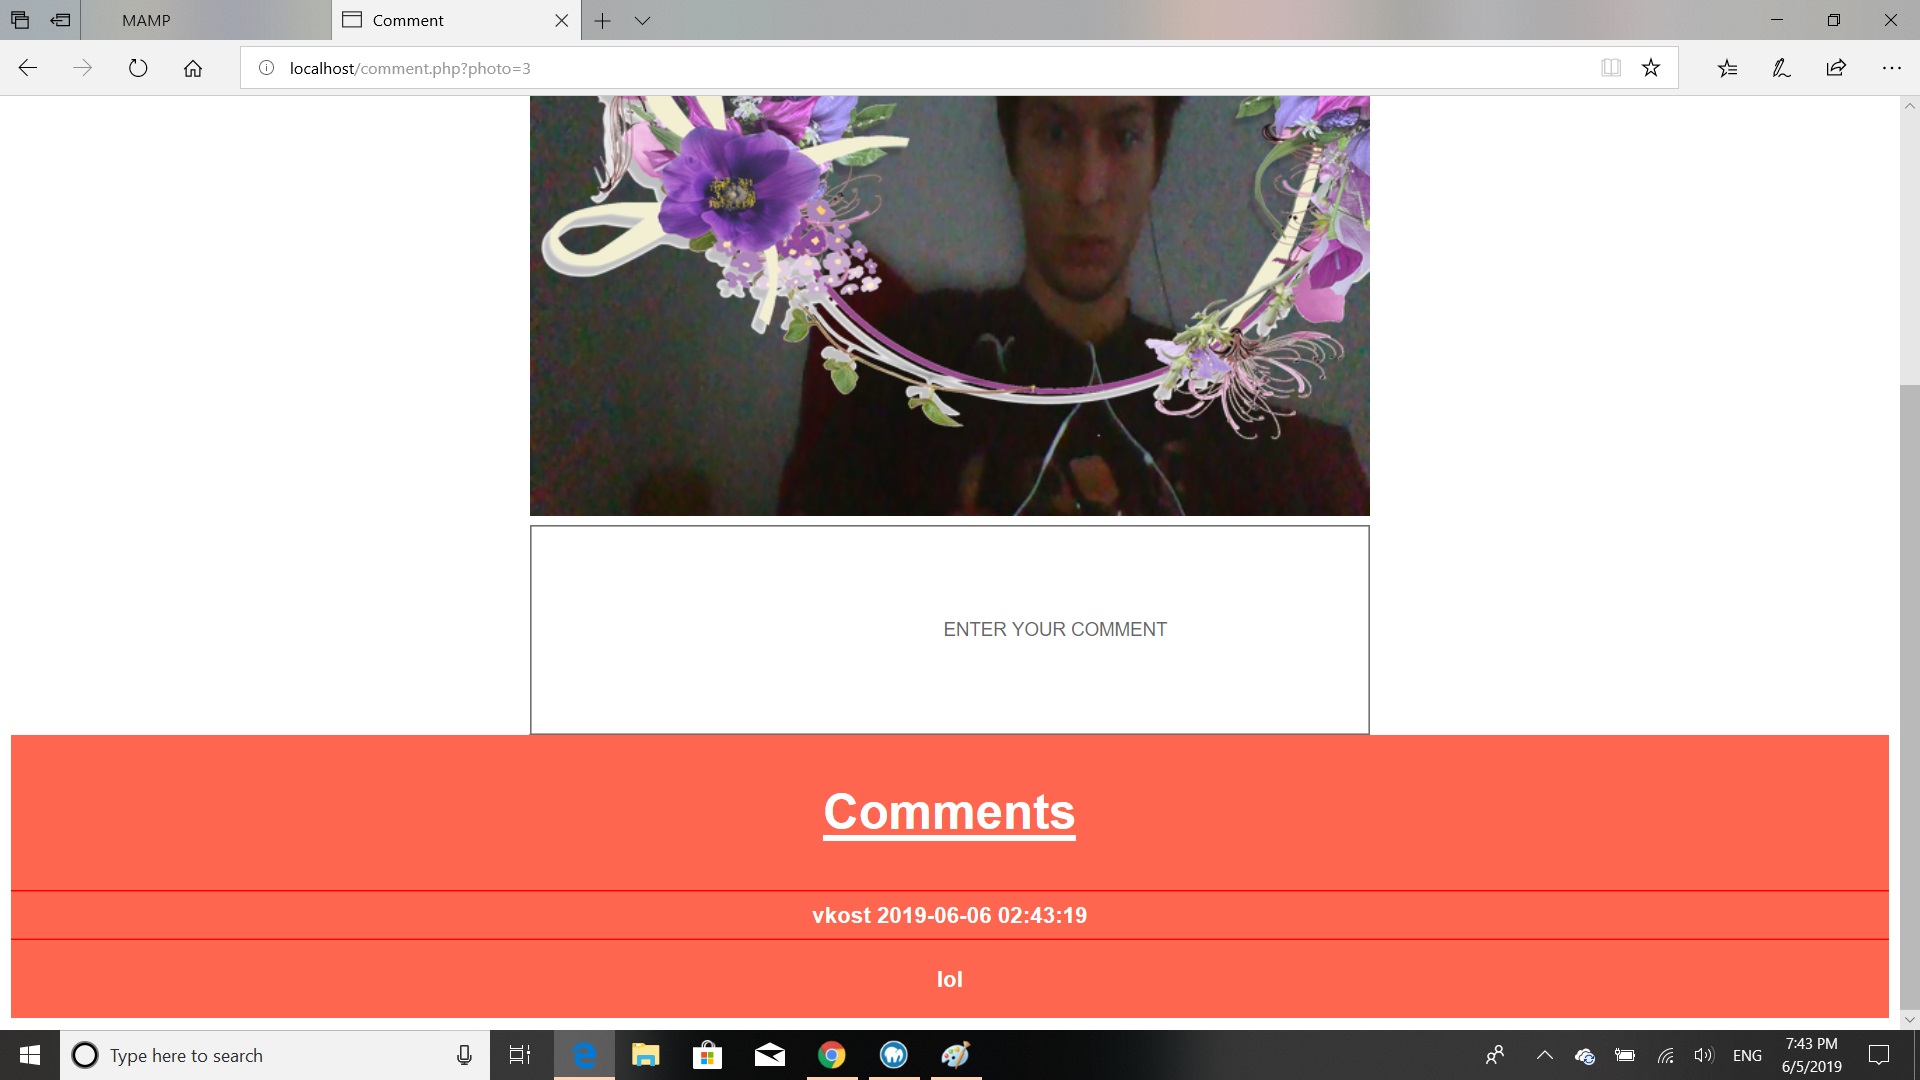 MAMP
Comment
localhost/comment.php?photo=3
ENTER YOUR COMMENT
Comments
vkost 2019-06-06 02:43:19
lol
Type here to search
ENG
7:43 PM
6/5/2019